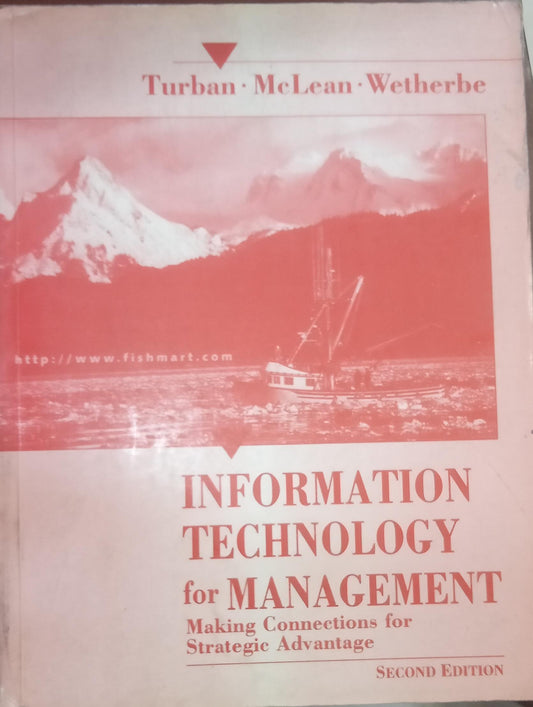 Turban · McLean · Wetherbe
http://www.fishmart.com
INFORMATION
TECHNOLOGY
for MANAGEMENT
Making Connections for
Strategic Advantage
SECOND EDITION